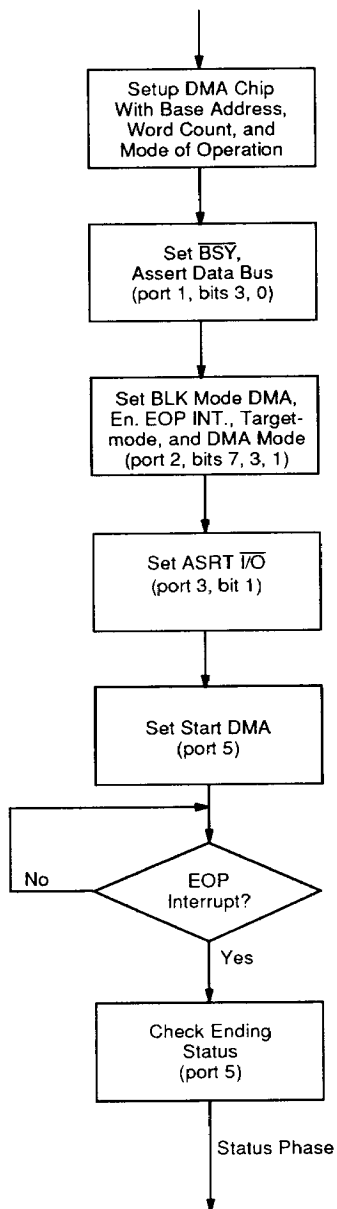 Setup DMA Chip
With Base Address,
Word Count, and
Mode of Operation
Set B̅S̅Y̅,
Assert Data Bus
(port 1, bits 3, 0)
Set BLK Mode DMA,
En. EOP INT., Target-
mode, and DMA Mode
(port 2, bits 7, 3, 1)
Set ASRT I̅/̅O̅
(port 3, bit 1)
Set Start DMA
(port 5)
EOP
Interrupt?
No
Yes
Check Ending
Status
(port 5)
Status Phase